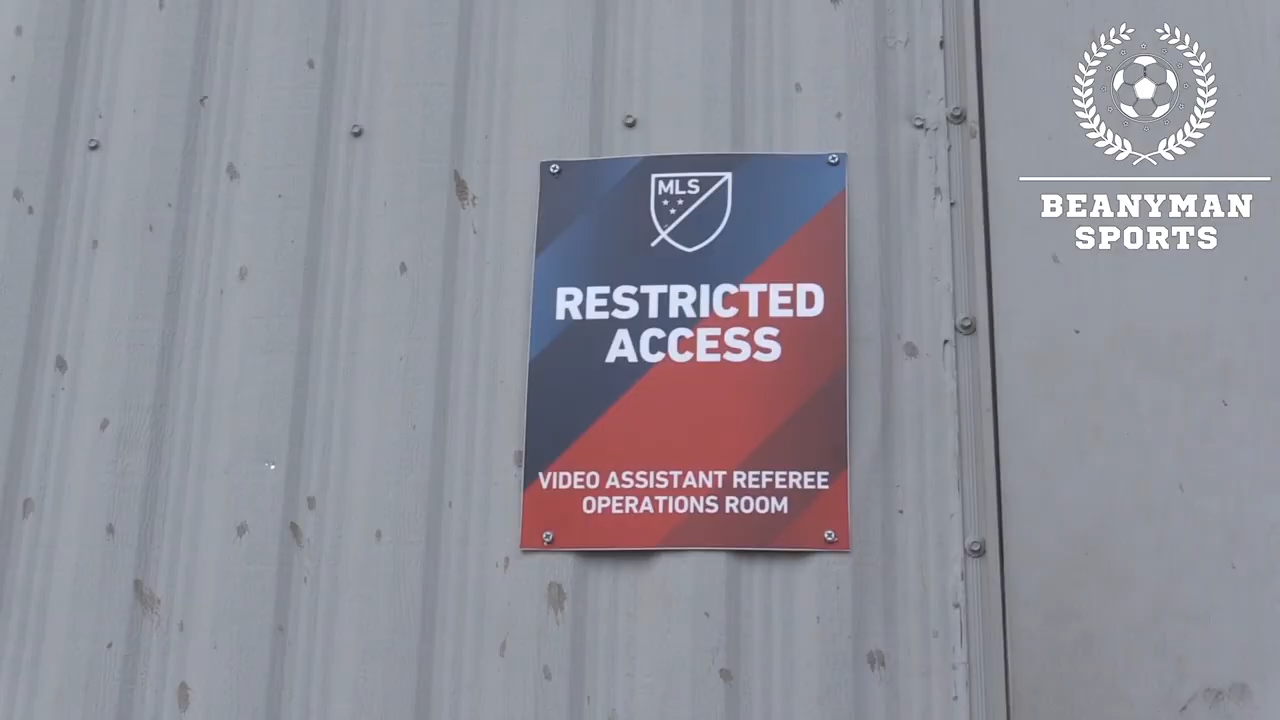 MLS
RESTRICTED
ACCESS
VIDEO ASSISTANT REFEREE
OPERATIONS ROOM
BEANYMAN
SPORTS